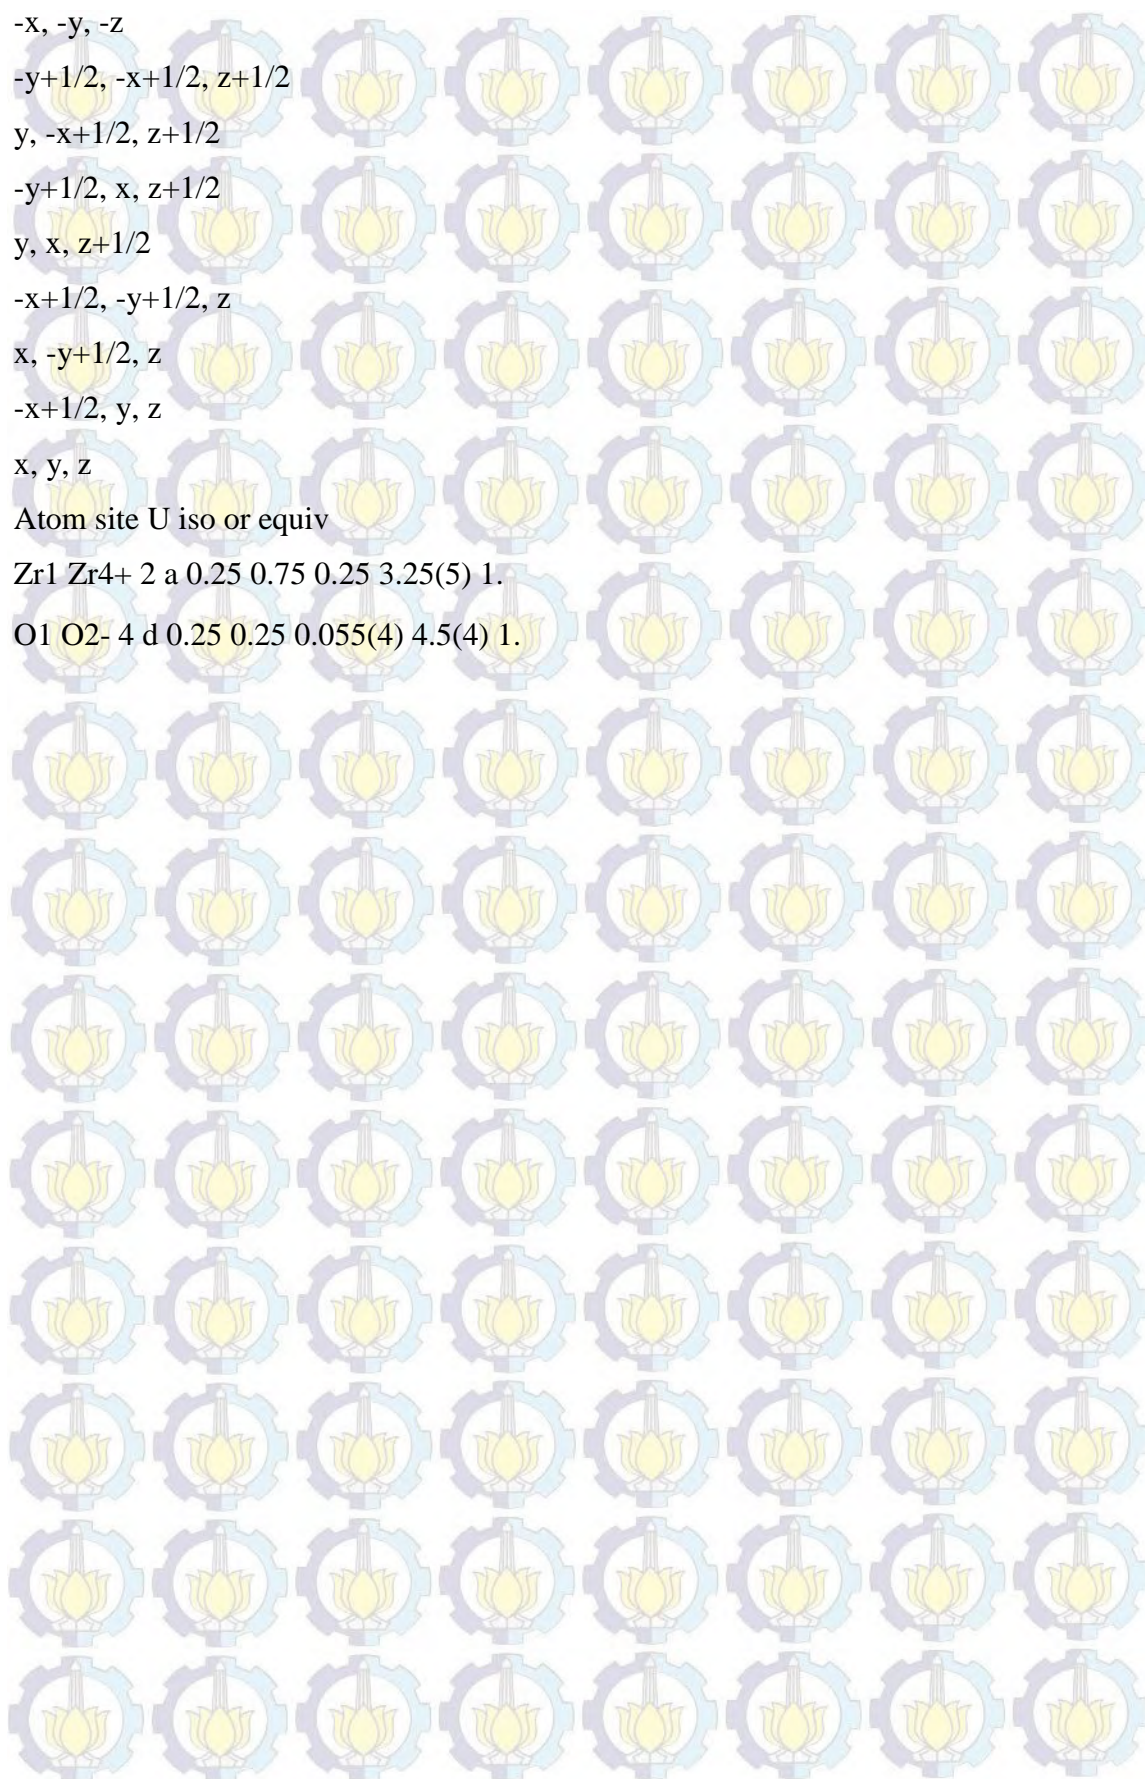 -x, -y, -z
-y+1/2, -x+1/2, z+1/2
y, -x+1/2, z+1/2
-y+1/2, x, z+1/2
y, x, z+1/2
-x+1/2, -y+1/2, z
x, -y+1/2, z
-x+1/2, y, z
x, y, z
Atom site U iso or equiv
Zr1 Zr4+ 2 a 0.25 0.75 0.25 3.25(5) 1.
O1 O2- 4 d 0.25 0.25 0.055(4) 4.5(4) 1.